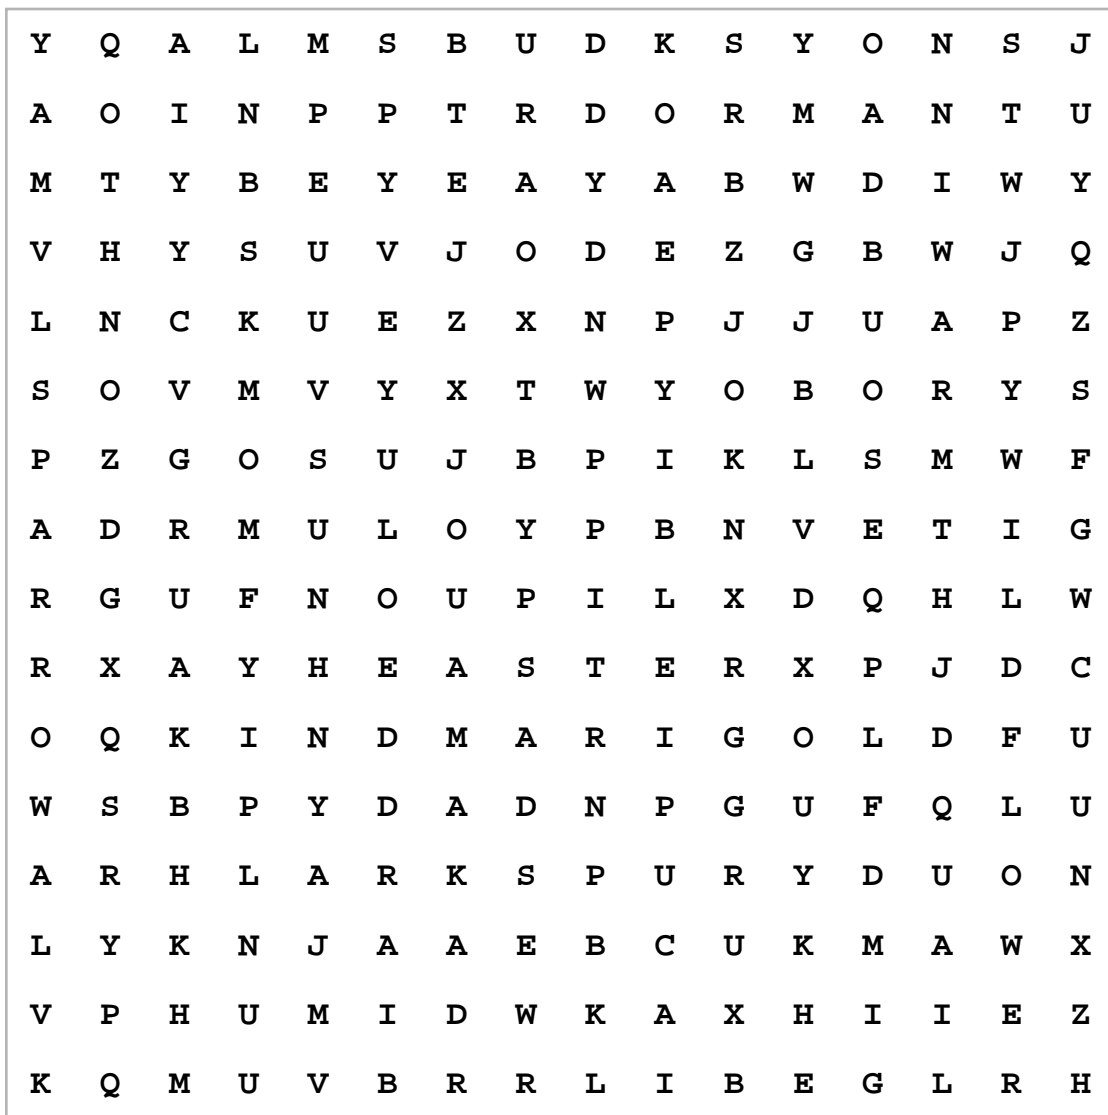 Y Q A L M S B U D K S Y O N S J
A O I N P P T R D O R M A N T U
M T Y B E Y E A Y A B W D I W Y
V H Y S U V J O D E Z G B W J Q
L N C K U E Z X N P J J U A P Z
S O V M V Y X T W Y O B O R Y S
P Z G O S U J B P I K L S M W F
A D R M U L O Y P B N V E T I G
R G U F N O U P I L X D Q H L W
R X A Y H E A S T E R X P J D C
O Q K I N D M A R I G O L D F U
W S B P Y D A D N P G U F Q L U
A R H L A R K S P U R Y D U O N
L Y K N J A A E B C U K M A W X
V P H U M I D W K A X H I I E Z
K Q M U V B R R L I B E G L R H